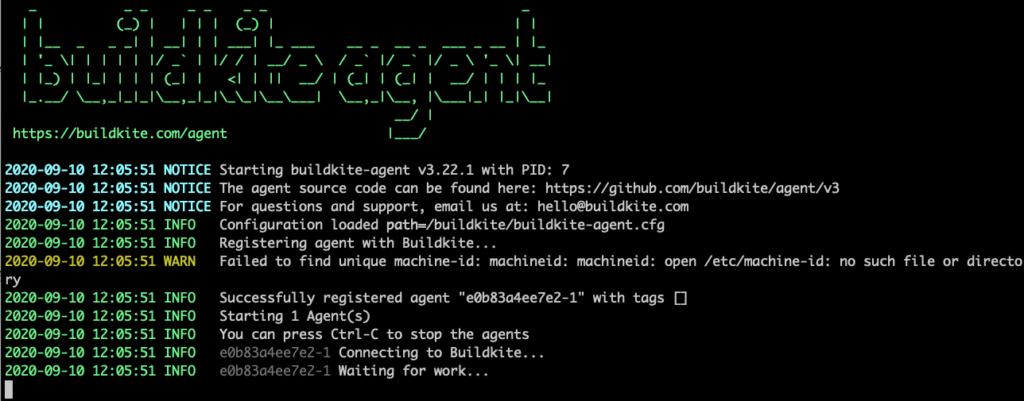 buildkite agent
https://buildkite.com/agent
2020-09-10 12:05:51 NOTICE Starting buildkite-agent v3.22.1 with PID: 7
2020-09-10 12:05:51 NOTICE The agent source code can be found here: https://github.com/buildkite/agent/v3
2020-09-10 12:05:51 NOTICE For questions and support, email us at: hello@buildkite.com
2020-09-10 12:05:51 INFO Configuration loaded path=/buildkite/buildkite-agent.cfg
2020-09-10 12:05:51 INFO Registering agent with Buildkite...
2020-09-10 12:05:51 WARN Failed to find unique machine-id: machineid: machineid: open /etc/machine-id: no such file or directo
ry
2020-09-10 12:05:51 INFO Successfully registered agent "e0b83a4ee7e2-1" with tags []
2020-09-10 12:05:51 INFO Starting 1 Agent(s)
2020-09-10 12:05:51 INFO You can press Ctrl-C to stop the agents
2020-09-10 12:05:51 INFO e0b83a4ee7e2-1 Connecting to Buildkite...
2020-09-10 12:05:51 INFO e0b83a4ee7e2-1 Waiting for work...